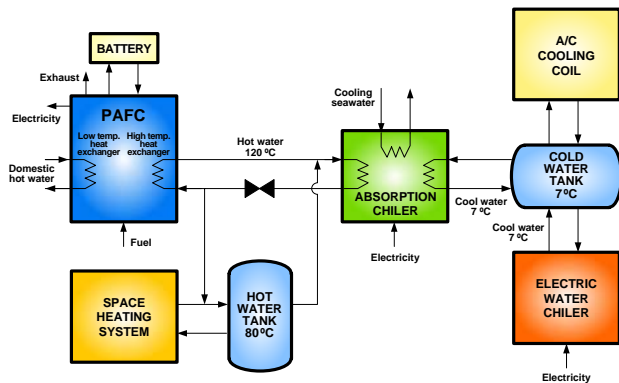 BATTERY
Exhaust
Electricity
PAFC
Low temp.
heat
exchanger
High temp.
heat
exchanger
Domestic
hot water
Fuel
Hot water
120 ºC
Cooling
seawater
ABSORPTION
CHILER
Electricity
A/C
COOLING
COIL
COLD
WATER
TANK
7ºC
Cool water
7 ºC
Cool water
7 ºC
SPACE
HEATING
SYSTEM
HOT
WATER
TANK
80ºC
ELECTRIC
WATER
CHILER
Electricity